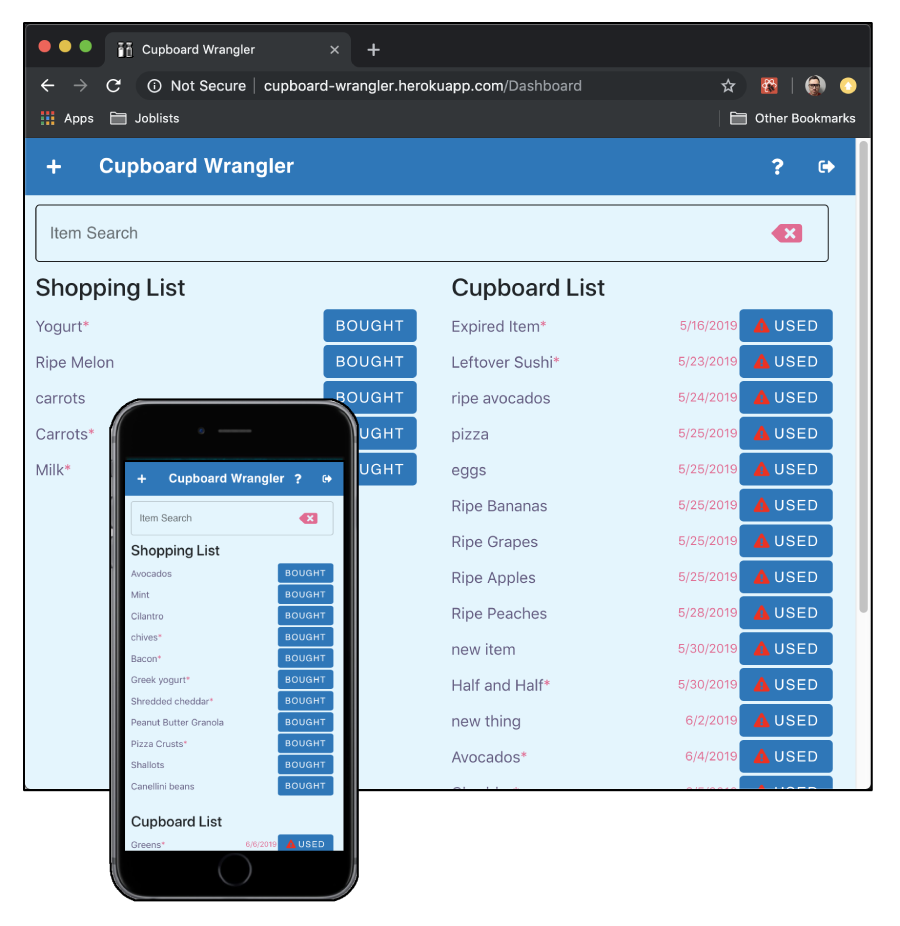 Cupboard Wrangler
Not Secure | cupboard-wrangler.herokuapp.com/Dashboard
Apps Joblists Other Bookmarks
+ Cupboard Wrangler ?
Item Search
Shopping List
Yogurt* BOUGHT
Ripe Melon BOUGHT
carrots BOUGHT
Carrots* UGHT
Milk* UGHT
Cupboard List
Expired Item* 5/16/2019 USED
Leftover Sushi* 5/23/2019 USED
ripe avocados 5/24/2019 USED
pizza 5/25/2019 USED
eggs 5/25/2019 USED
Ripe Bananas 5/25/2019 USED
Ripe Grapes 5/25/2019 USED
Ripe Apples 5/25/2019 USED
Ripe Peaches 5/28/2019 USED
new item 5/30/2019 USED
Half and Half* 5/30/2019 USED
new thing 6/2/2019 USED
Avocados* 6/4/2019 USED
+ Cupboard Wrangler ?
Item Search
Shopping List
Avocados BOUGHT
Mint BOUGHT
Cilantro BOUGHT
chives* BOUGHT
Bacon* BOUGHT
Greek yogurt* BOUGHT
Shredded cheddar* BOUGHT
Peanut Butter Granola BOUGHT
Pizza Crusts* BOUGHT
Shallots BOUGHT
Canellini beans BOUGHT
Cupboard List
Greens* 6/6/2019 USED